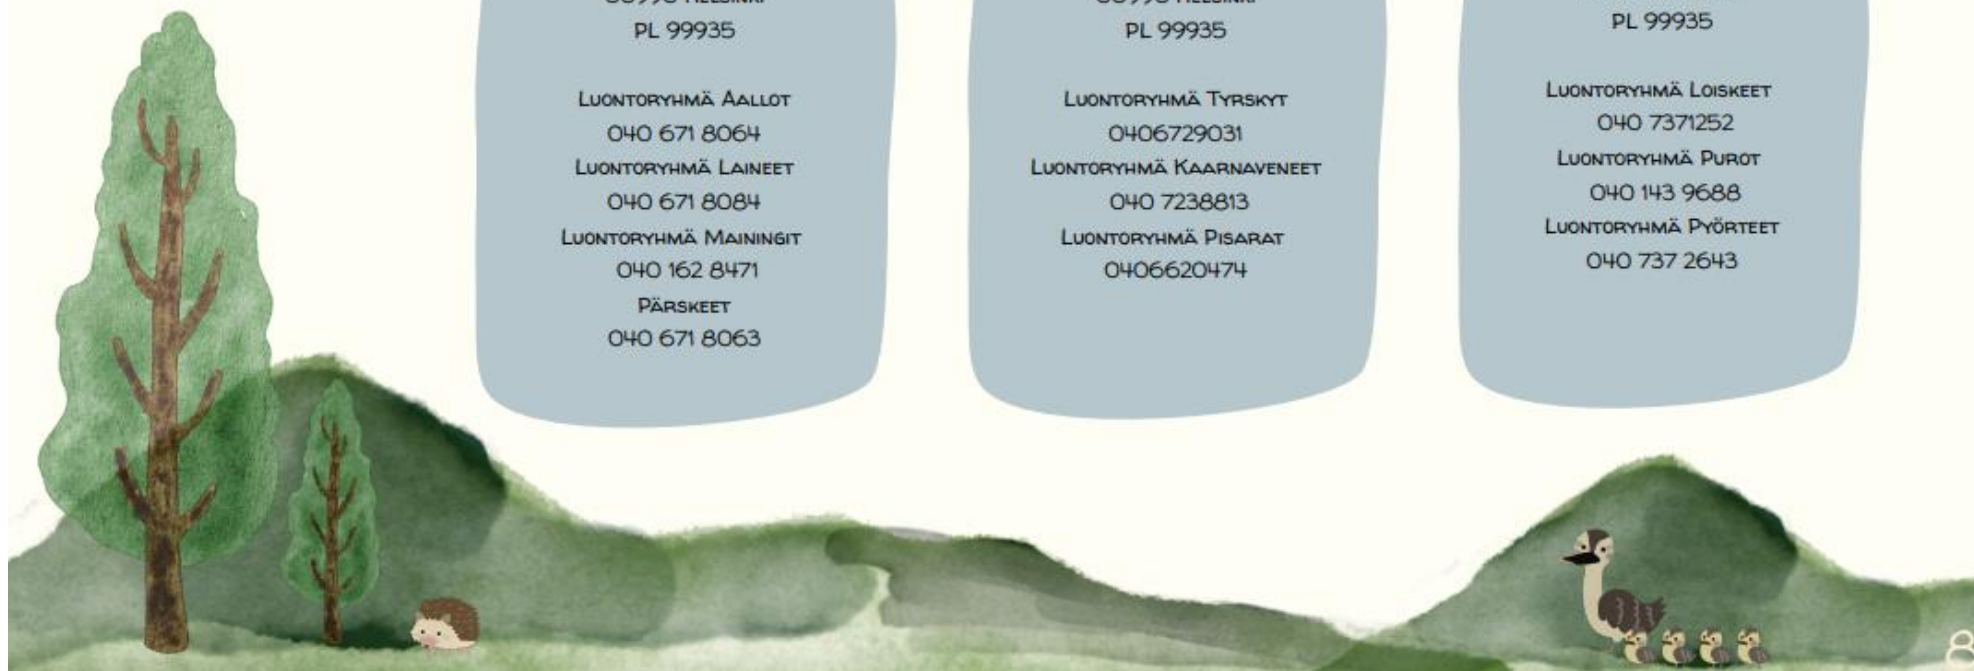 PL 99935
Luontoryhmä Aallot
040 671 8064
Luontoryhmä Laineet
040 671 8084
Luontoryhmä Mainingit
040 162 8471
Pärskeet
040 671 8063
PL 99935
Luontoryhmä Tyrskyt
0406729031
Luontoryhmä Kaarnaveneet
040 7238813
Luontoryhmä Pisarat
0406620474
PL 99935
Luontoryhmä Loiskeet
040 7371252
Luontoryhmä Purot
040 143 9688
Luontoryhmä Pyörteet
040 737 2643